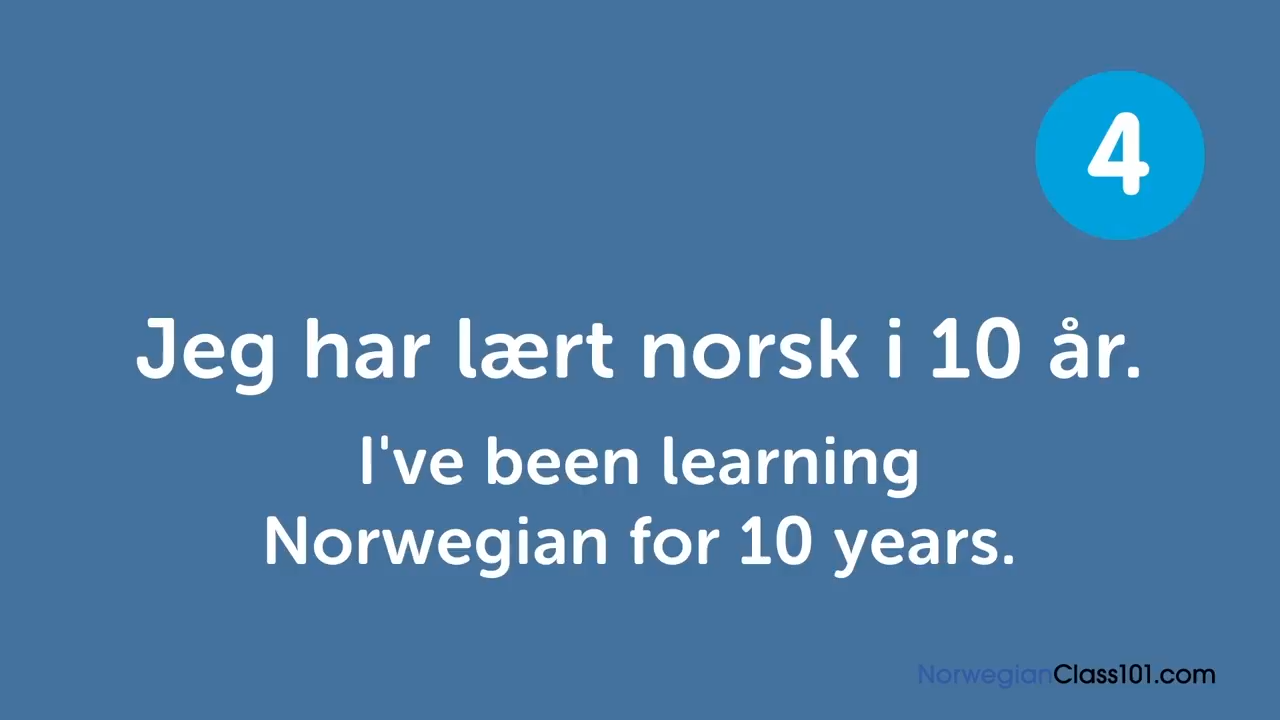 4
Jeg har lært norsk i 10 år.
I've been learning
Norwegian for 10 years.
NorwegianClass101.com